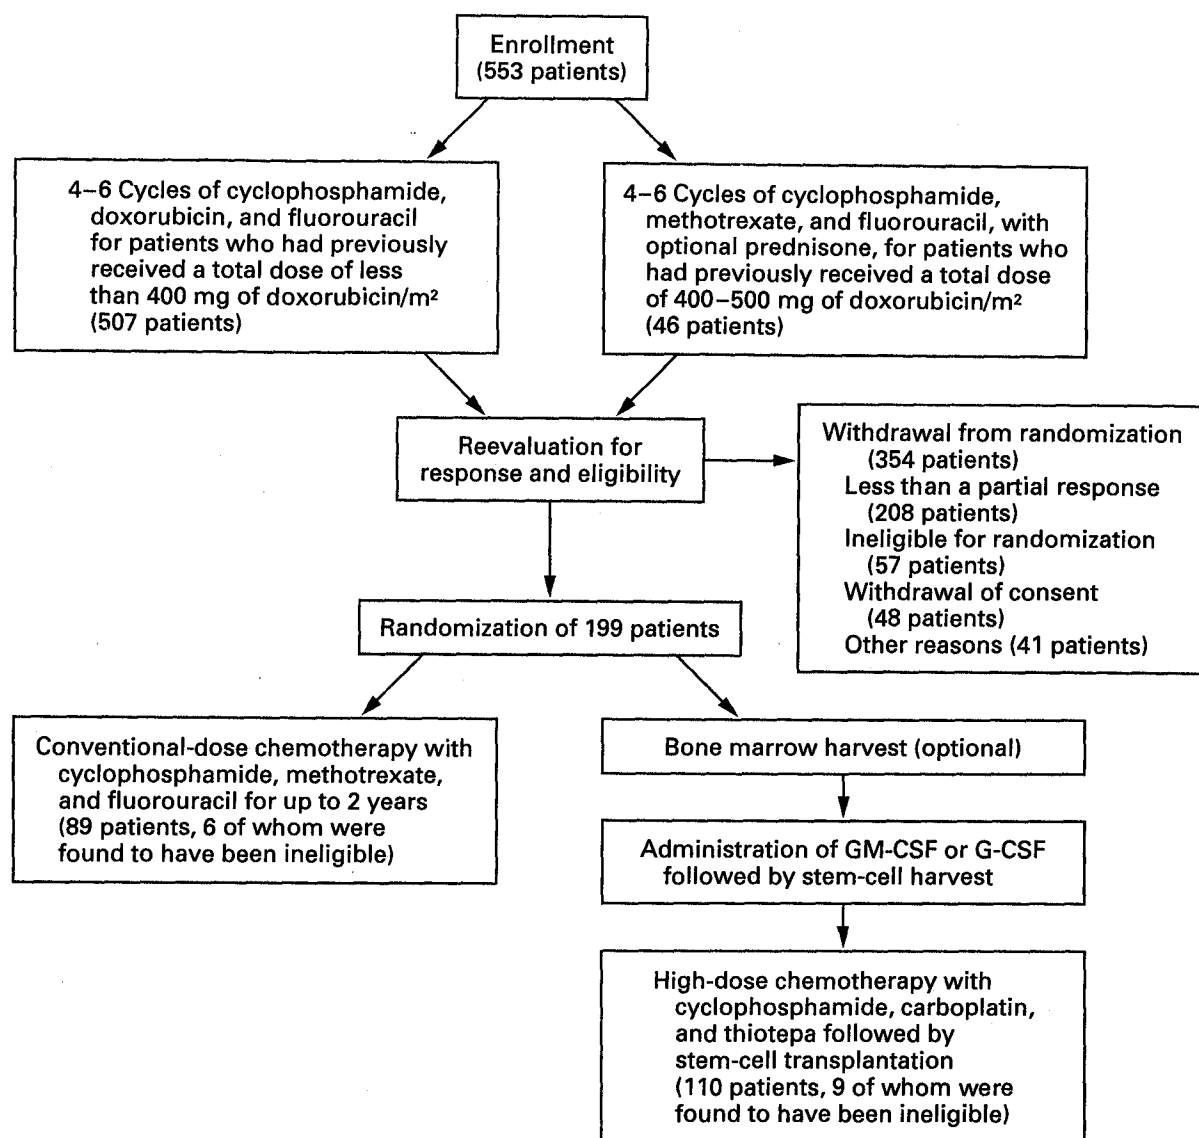 Enrollment
(553 patients)
4–6 Cycles of cyclophosphamide,
doxorubicin, and fluorouracil
for patients who had previously
received a total dose of less
than 400 mg of doxorubicin/m²
(507 patients)
4–6 Cycles of cyclophosphamide,
methotrexate, and fluorouracil, with
optional prednisone, for patients who
had previously received a total dose
of 400–500 mg of doxorubicin/m²
(46 patients)
Reevaluation for
response and eligibility
Withdrawal from randomization
(354 patients)
Less than a partial response
(208 patients)
Ineligible for randomization
(57 patients)
Withdrawal of consent
(48 patients)
Other reasons (41 patients)
Randomization of 199 patients
Conventional-dose chemotherapy with
cyclophosphamide, methotrexate,
and fluorouracil for up to 2 years
(89 patients, 6 of whom were
found to have been ineligible)
Bone marrow harvest (optional)
Administration of GM-CSF or G-CSF
followed by stem-cell harvest
High-dose chemotherapy with
cyclophosphamide, carboplatin,
and thiotepa followed by
stem-cell transplantation
(110 patients, 9 of whom were
found to have been ineligible)